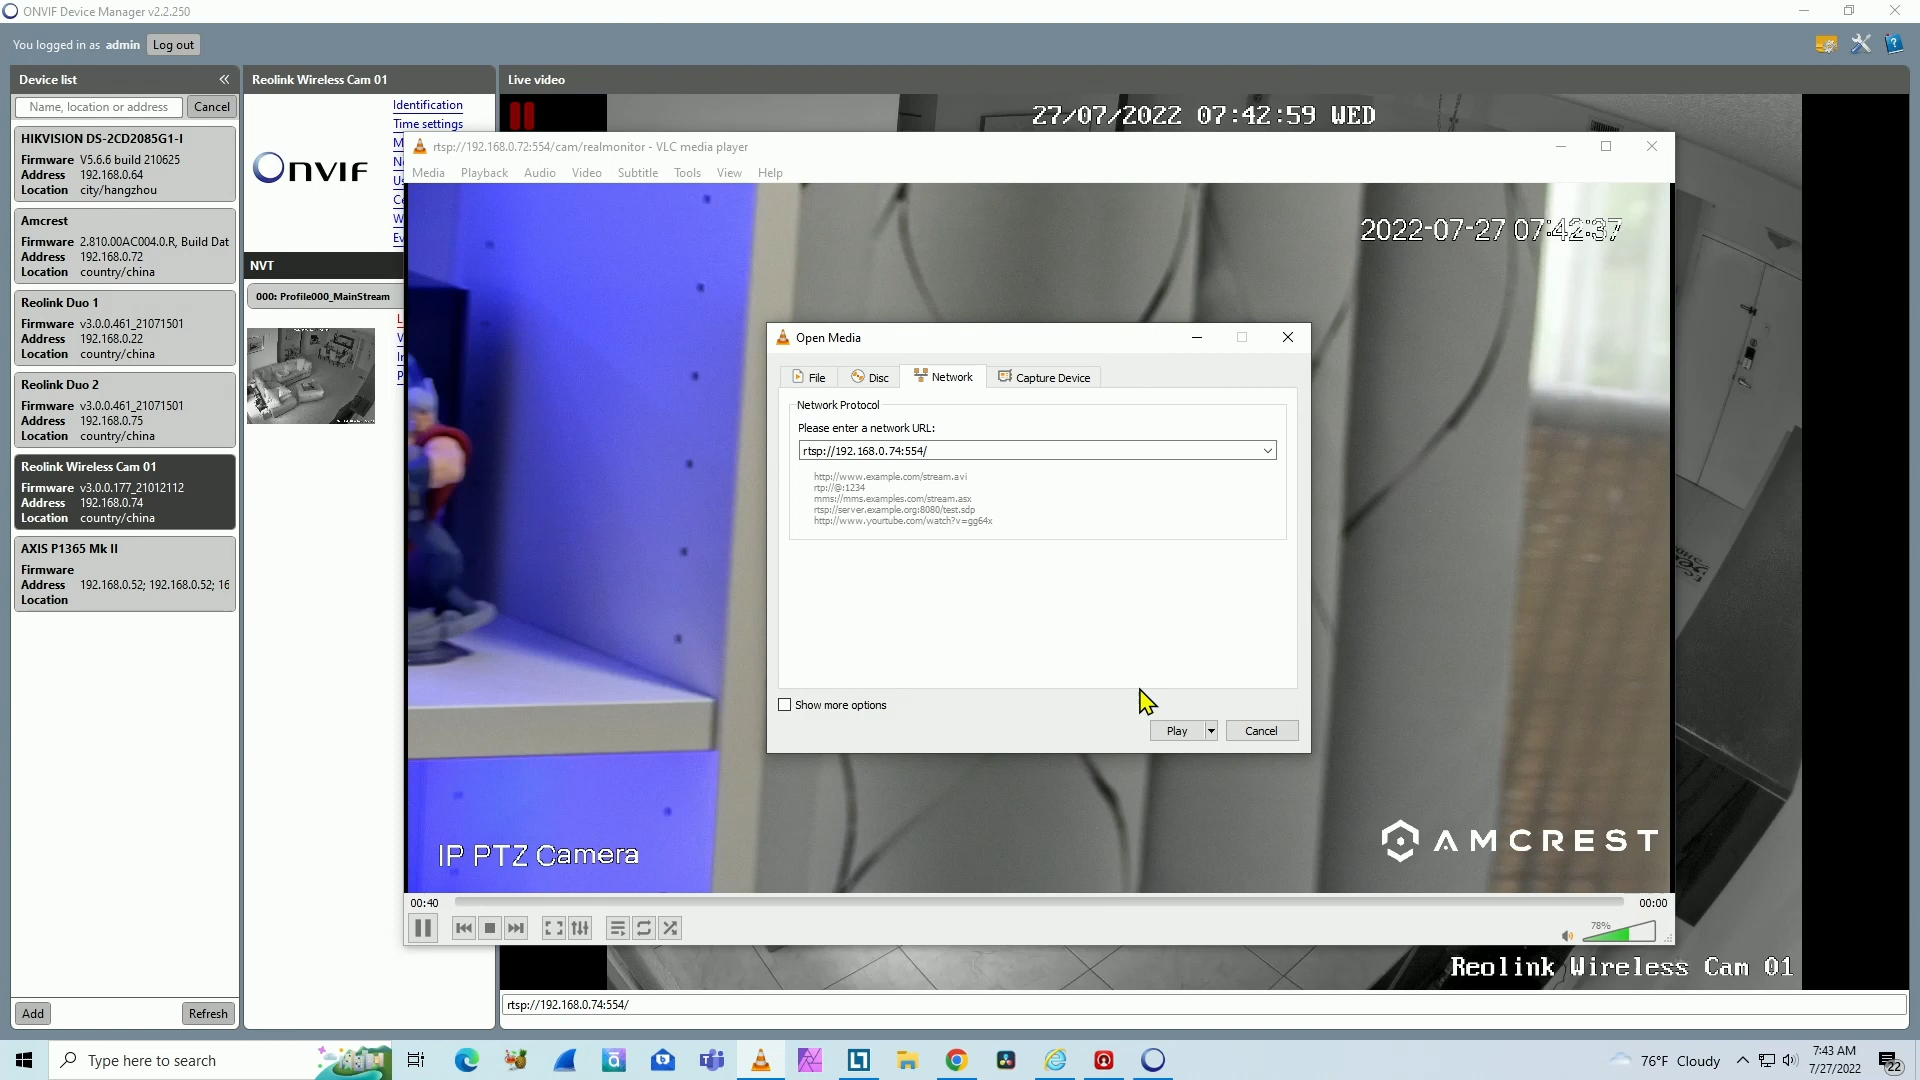 ONVIF Device Manager v2.2.250
You logged in as admin Log out
Device list
Name, location or address Cancel
HIKVISION DS-2CD2085G1-I
Firmware V5.6.6 build 210625
Address 192.168.0.64
Location city/hangzhou
Amcrest
Firmware 2.810.00AC004.0.R, Build Dat
Address 192.168.0.72
Location country/china
Reolink Duo 1
Firmware v3.0.0.461_21071501
Address 192.168.0.22
Location country/china
Reolink Duo 2
Firmware v3.0.0.461_21071501
Address 192.168.0.75
Location country/china
Reolink Wireless Cam 01
Firmware v3.0.0.177_21012112
Address 192.168.0.74
Location country/china
AXIS P1365 Mk II
Firmware
Address 192.168.0.52; 192.168.0.52; 16
Location
Add Refresh
Reolink Wireless Cam 01
ONVIF
Identification
Time settings
NVT
000: Profile000_MainStream
Live video
27/07/2022 07:42:59 WED
rtsp://192.168.0.72:554/cam/realmonitor - VLC media player
Media Playback Audio Video Subtitle Tools View Help
2022-07-27 07:42:37
Open Media
File Disc Network Capture Device
Network Protocol
Please enter a network URL:
rtsp://192.168.0.74:554/
http://www.example.com/stream.avi
rtp://@:1234
mms://mms.examples.com/stream.asx
rtsp://server.example.org:8080/test.sdp
http://www.yourtube.com/watch?v=gg64x
Show more options
Play Cancel
IP PTZ Camera
AMCREST
00:40 00:00
78%
Reolink Wireless Cam 01
rtsp://192.168.0.74:554/
Type here to search
76°F Cloudy
7:43 AM
7/27/2022
22